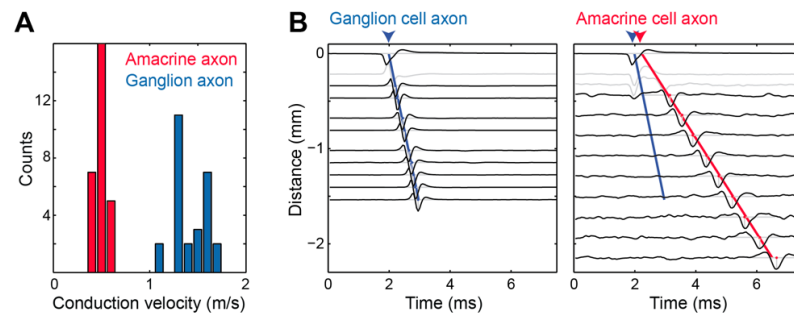 A
Amacrine axon
Ganglion axon
Counts
12
8
4
0
1
2
Conduction velocity (m/s)
B
Ganglion cell axon
Amacrine cell axon
Distance (mm)
0
−1
−2
0
2
4
6
Time (ms)
0
2
4
6
Time (ms)